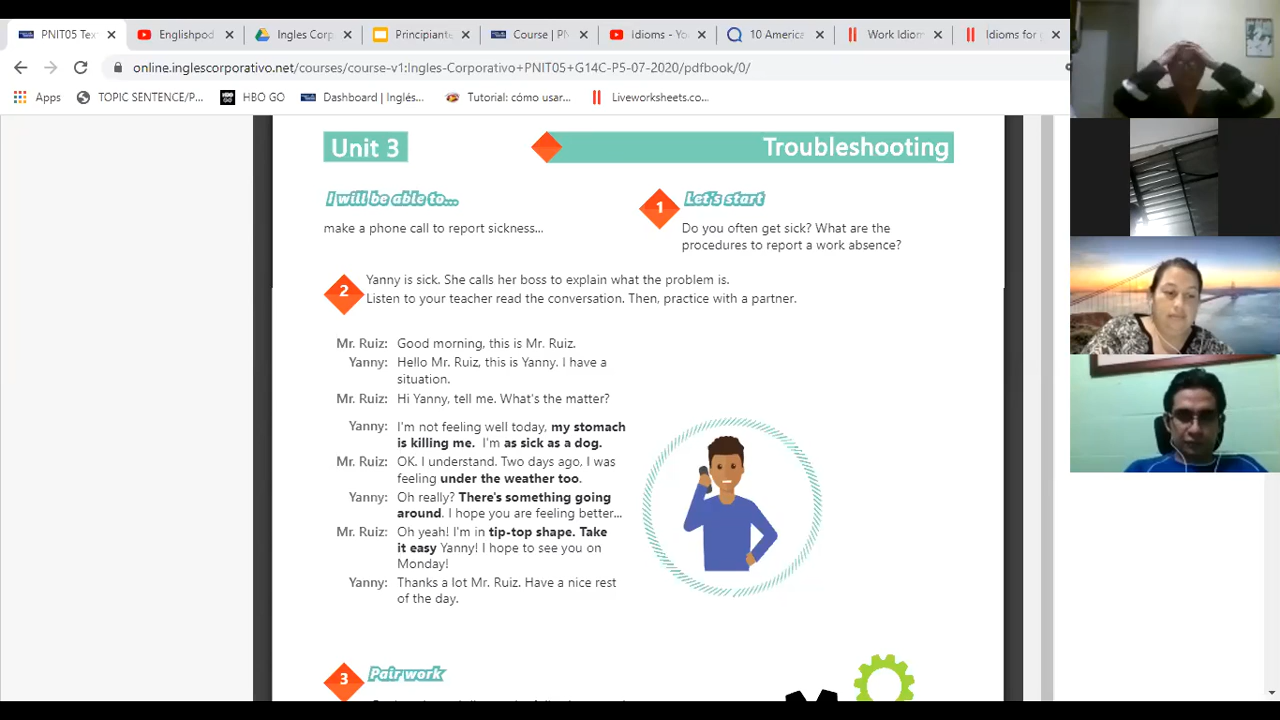 PNIT05 Tex
Englishpod
Ingles Corp
Principiante
Course | PN
Idioms - Yo
10 America
Work Idiom
Idioms for
online.inglescorporativo.net/courses/course-v1:Ingles-Corporativo+PNIT05+G14C-P5-07-2020/pdfbook/0/
Apps
TOPIC SENTENCE/P...
HBO GO
Dashboard | Inglés...
Tutorial: cómo usar...
Liveworksheets.co...
Unit 3
Troubleshooting
I will be able to...
make a phone call to report sickness...
1
Let's start
Do you often get sick? What are the
procedures to report a work absence?
2
Yanny is sick. She calls her boss to explain what the problem is.
Listen to your teacher read the conversation. Then, practice with a partner.
Mr. Ruiz: Good morning, this is Mr. Ruiz.
Yanny: Hello Mr. Ruiz, this is Yanny. I have a
situation.
Mr. Ruiz: Hi Yanny, tell me. What's the matter?
Yanny: I'm not feeling well today, my stomach
is killing me. I'm as sick as a dog.
Mr. Ruiz: OK. I understand. Two days ago, I was
feeling under the weather too.
Yanny: Oh really? There's something going
around. I hope you are feeling better...
Mr. Ruiz: Oh yeah! I'm in tip-top shape. Take
it easy Yanny! I hope to see you on
Monday!
Yanny: Thanks a lot Mr. Ruiz. Have a nice rest
of the day.
3
Pair work